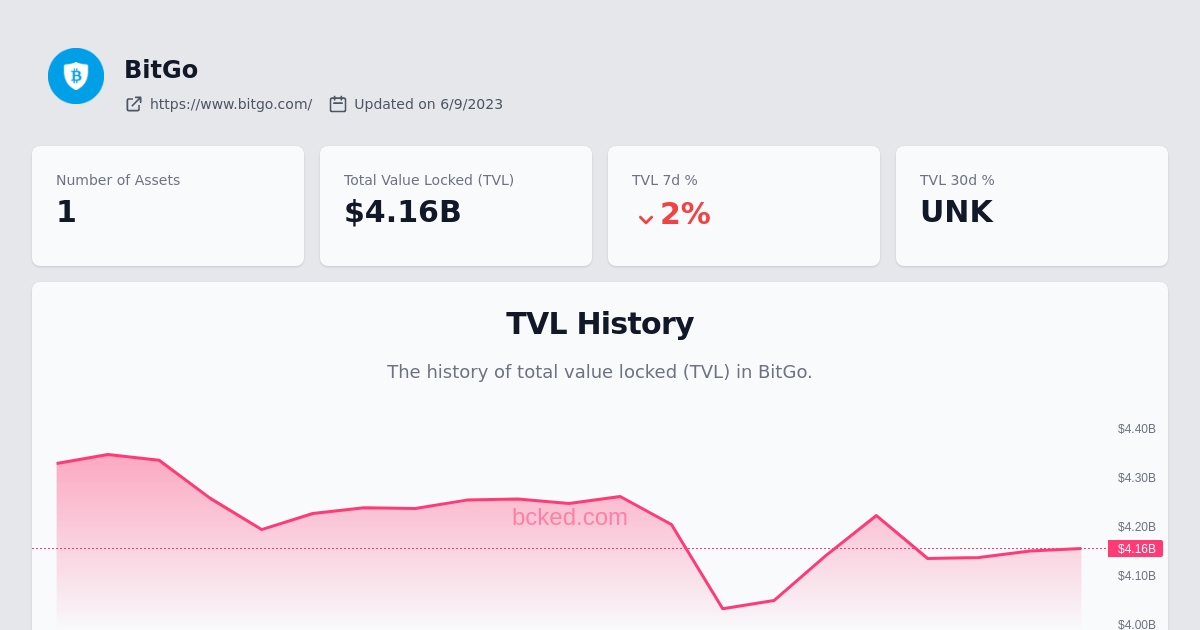 BitGo
https://www.bitgo.com/ Updated on 6/9/2023
Number of Assets
1
Total Value Locked (TVL)
$4.16B
TVL 7d %
2%
TVL 30d %
UNK
TVL History
The history of total value locked (TVL) in BitGo.
$4.40B
$4.30B
bcked.com
$4.20B
$4.16B
$4.10B
$4.00B